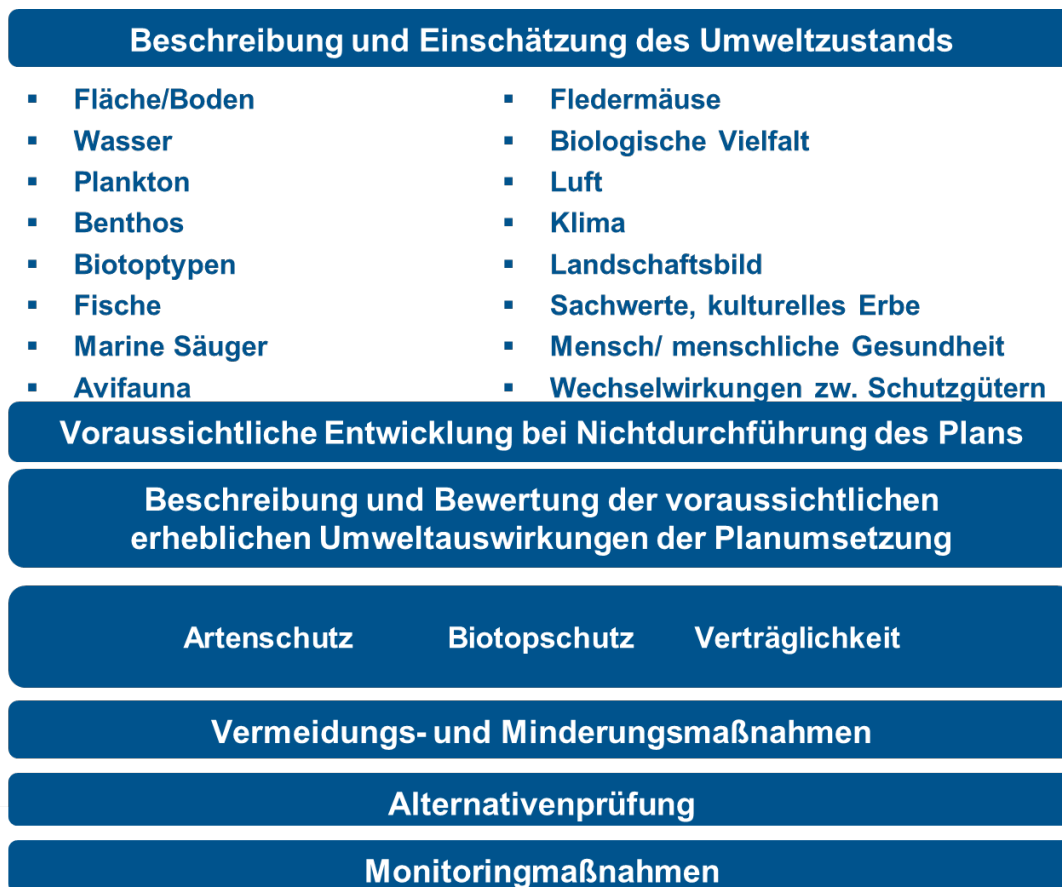 Beschreibung und Einschätzung des Umweltzustands
▪ Fläche/Boden
▪ Wasser
▪ Plankton
▪ Benthos
▪ Biotoptypen
▪ Fische
▪ Marine Säuger
▪ Avifauna
▪ Fledermäuse
▪ Biologische Vielfalt
▪ Luft
▪ Klima
▪ Landschaftsbild
▪ Sachwerte, kulturelles Erbe
▪ Mensch/ menschliche Gesundheit
▪ Wechselwirkungen zw. Schutzgütern
Voraussichtliche Entwicklung bei Nichtdurchführung des Plans
Beschreibung und Bewertung der voraussichtlichen
erheblichen Umweltauswirkungen der Planumsetzung
Artenschutz Biotopschutz Verträglichkeit
Vermeidungs- und Minderungsmaßnahmen
Alternativenprüfung
Monitoringmaßnahmen